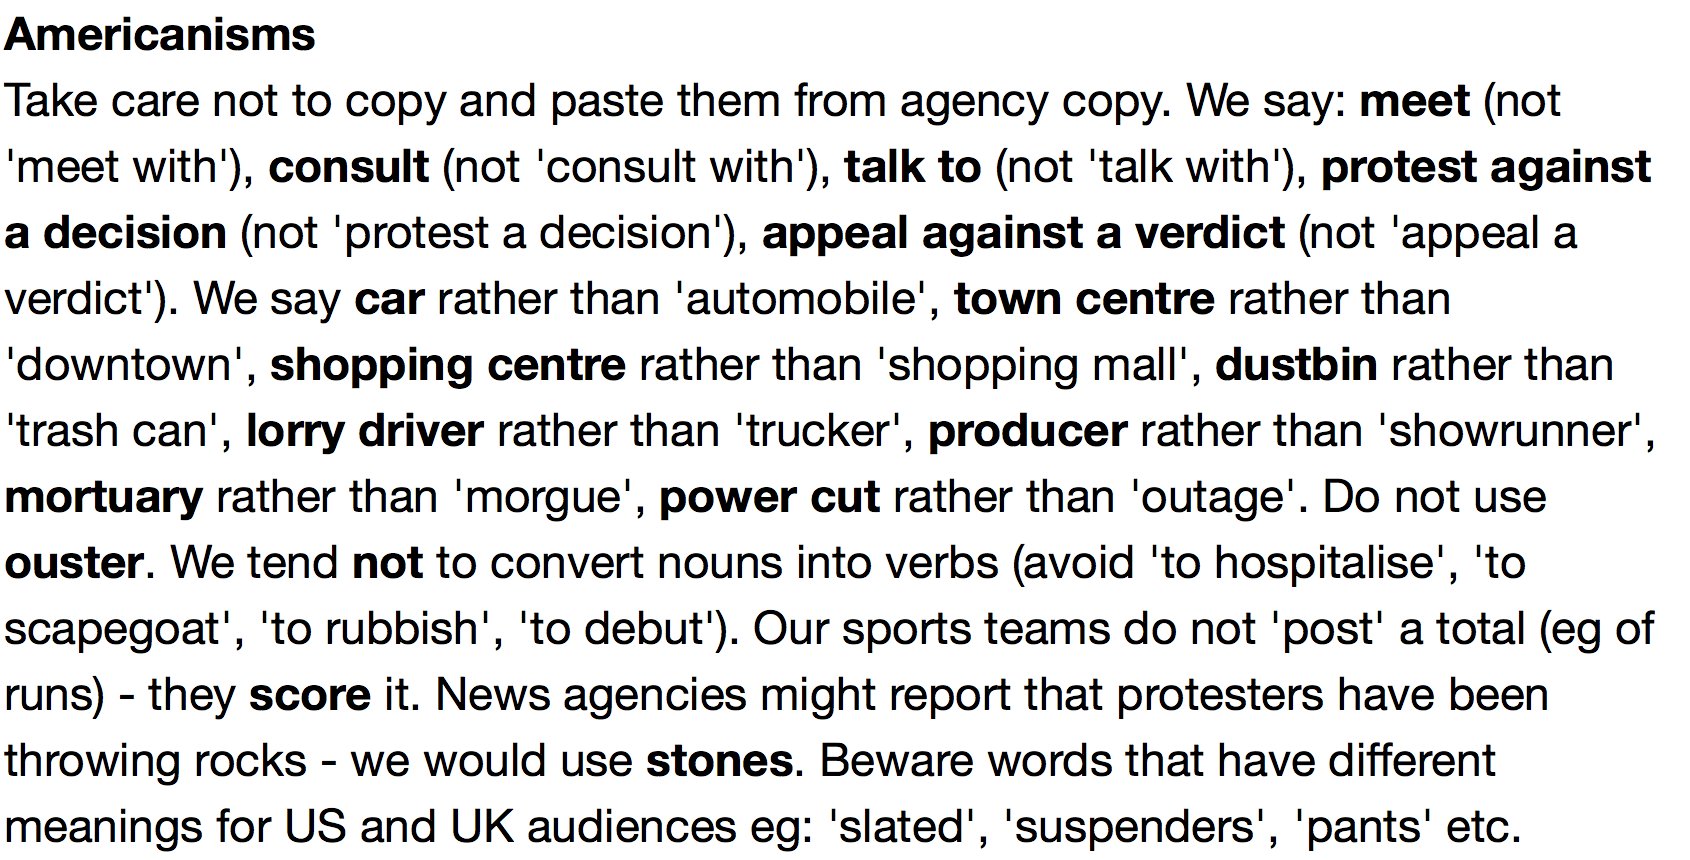 Americanisms
Take care not to copy and paste them from agency copy. We say: meet (not
'meet with'), consult (not 'consult with'), talk to (not 'talk with'), protest against
a decision (not 'protest a decision'), appeal against a verdict (not 'appeal a
verdict'). We say car rather than 'automobile', town centre rather than
'downtown', shopping centre rather than 'shopping mall', dustbin rather than
'trash can', lorry driver rather than 'trucker', producer rather than 'showrunner',
mortuary rather than 'morgue', power cut rather than 'outage'. Do not use
ouster. We tend not to convert nouns into verbs (avoid 'to hospitalise', 'to
scapegoat', 'to rubbish', 'to debut'). Our sports teams do not 'post' a total (eg of
runs) - they score it. News agencies might report that protesters have been
throwing rocks - we would use stones. Beware words that have different
meanings for US and UK audiences eg: 'slated', 'suspenders', 'pants' etc.